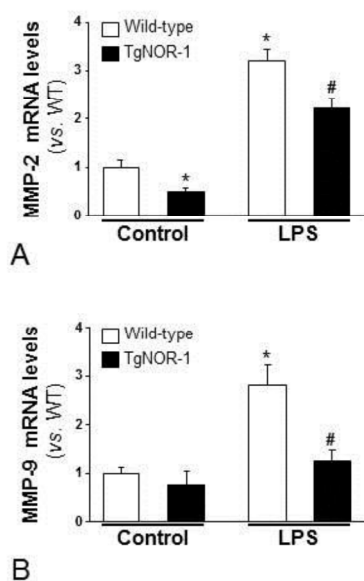 Wild-type
TgNOR-1
MMP-2 mRNA levels
(vs. WT)
4
3
2
1
0
*
*
#
Control
LPS
A
Wild-type
TgNOR-1
MMP-9 mRNA levels
(vs. WT)
4
3
2
1
0
*
#
Control
LPS
B